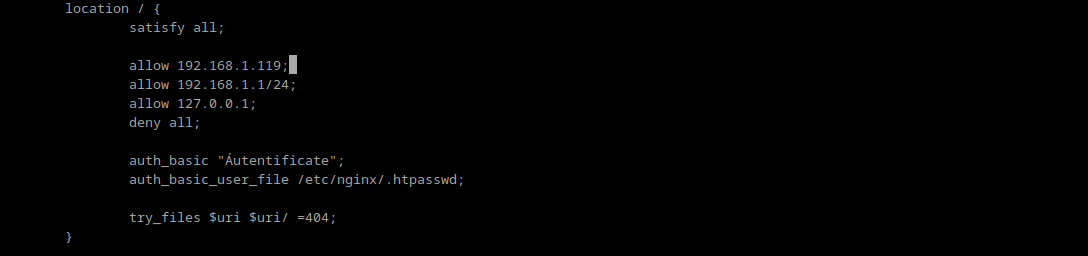 location / {
satisfy all;
allow 192.168.1.119;
allow 192.168.1.1/24;
allow 127.0.0.1;
deny all;
auth_basic "Áutentificate";
auth_basic_user_file /etc/nginx/.htpasswd;
try_files $uri $uri/ =404;
}